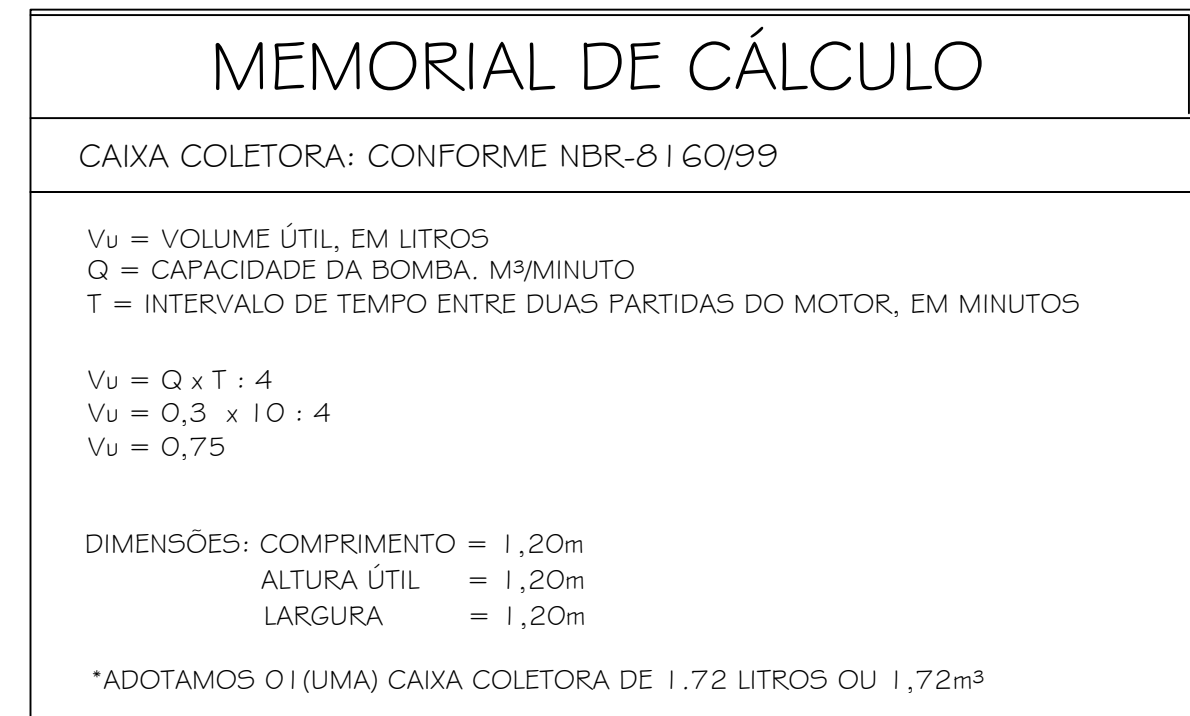 MEMORIAL DE CÁLCULO
CAIXA COLETORA: CONFORME NBR-8160/99
Vu = VOLUME ÚTIL, EM LITROS
Q = CAPACIDADE DA BOMBA. M³/MINUTO
T = INTERVALO DE TEMPO ENTRE DUAS PARTIDAS DO MOTOR, EM MINUTOS
Vu = Q x T : 4
Vu = 0,3 x 10 : 4
Vu = 0,75
DIMENSÕES: COMPRIMENTO = 1,20m
ALTURA ÚTIL = 1,20m
LARGURA = 1,20m
*ADOTAMOS 01(UMA) CAIXA COLETORA DE 1.72 LITROS OU 1,72m³